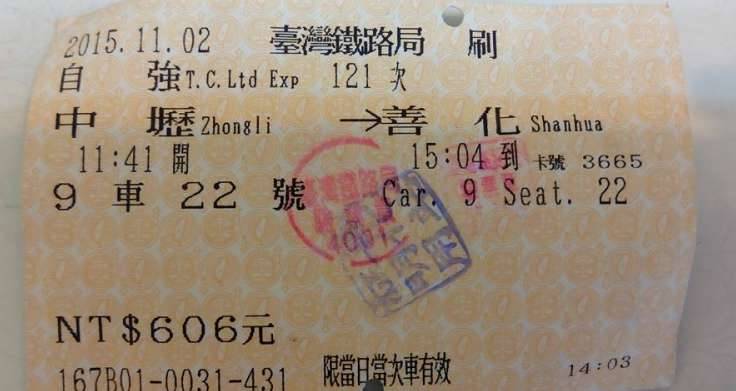 2015.11.02 臺灣鐵路局 刷
自 強 T.C.Ltd Exp 121 次
中 壢 Zhongli →善 化 Shanhua
11:41 開 15:04 到 卡號 3665
9 車 22 號 Car. 9 Seat. 22
NT$606元
167B01-0031-431 限當日當次車有效 14:03